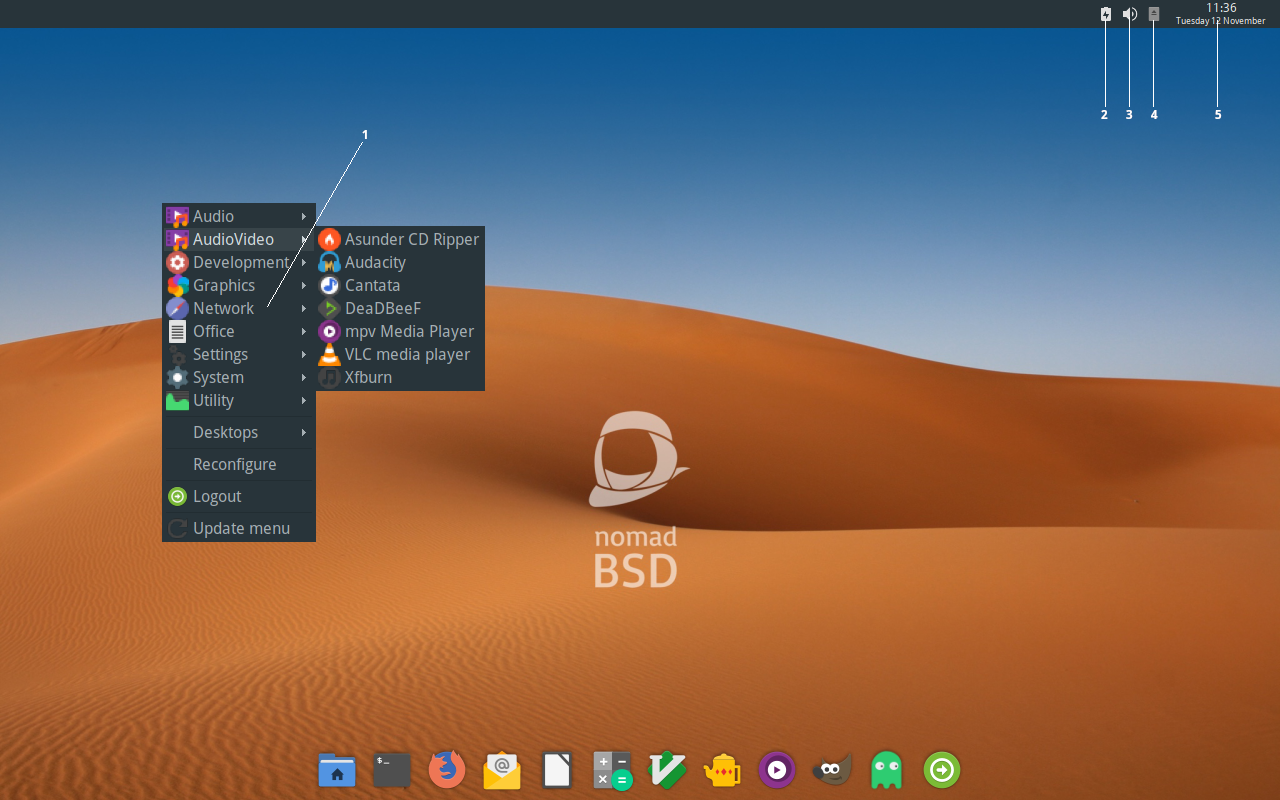 11:36
Tuesday 12 November
2 3 4 5
1
Audio
AudioVideo
Development
Graphics
Network
Office
Settings
System
Utility
Desktops
Reconfigure
Logout
Update menu
Asunder CD Ripper
Audacity
Cantata
DeaDBeeF
mpv Media Player
VLC media player
Xfburn
nomad
BSD
$_
@